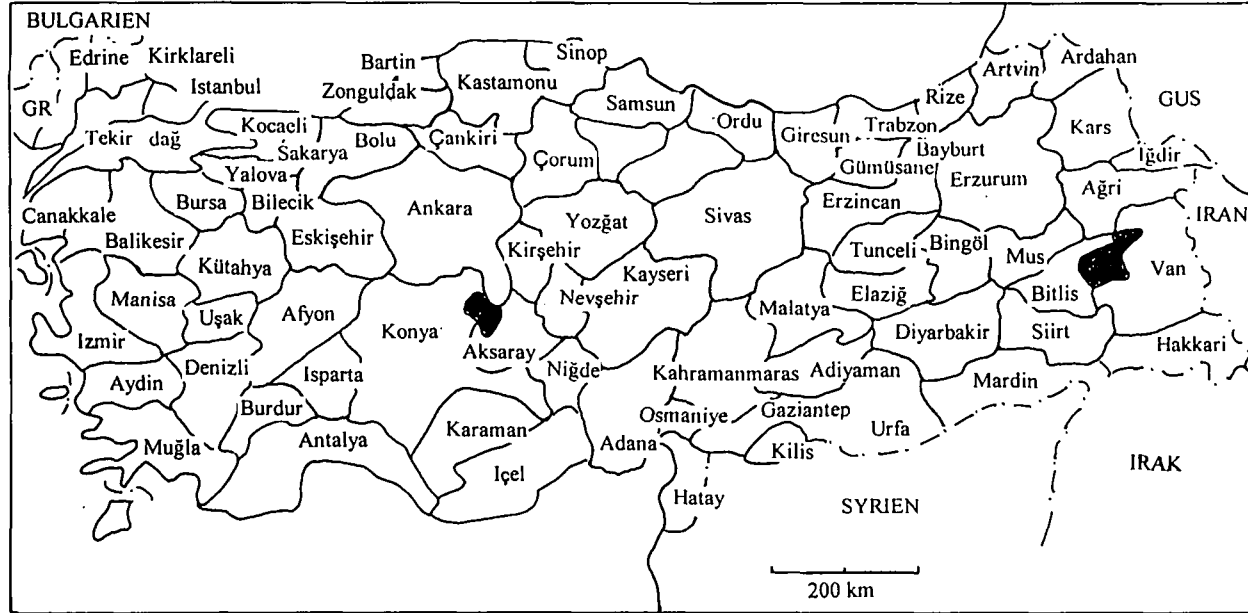 BULGARIEN
Edrine
Kirklareli
Istanbul
GR
Tekir dağ
Kocaeli
Sakarya
Yalova
Bartin
Zonguldak
Bolu
Kastamonu
Sinop
Çankiri
Samsun
Çorum
Ordu
Giresun
Trabzon
Rize
Artvin
Ardahan
GUS
Kars
Bayburt
Gümüsane
Erzurum
Iğdir
Ağri
IRAN
Canakkale
Bursa
Bilecik
Balikesir
Eskişehir
Ankara
Kirşehir
Yozğat
Sivas
Erzincan
Tunceli
Bingöl
Mus
Van
Kütahya
Manisa
Uşak
Afyon
Konya
Nevşehir
Kayseri
Malatya
Elaziğ
Bitlis
Izmir
Denizli
Aydin
Isparta
Aksaray
Niğde
Kahramanmaras
Adiyaman
Diyarbakir
Siirt
Hakkari
Mardin
Burdur
Muğla
Antalya
Karaman
Içel
Adana
Osmaniye
Gaziantep
Urfa
Kilis
Hatay
SYRIEN
IRAK
200 km